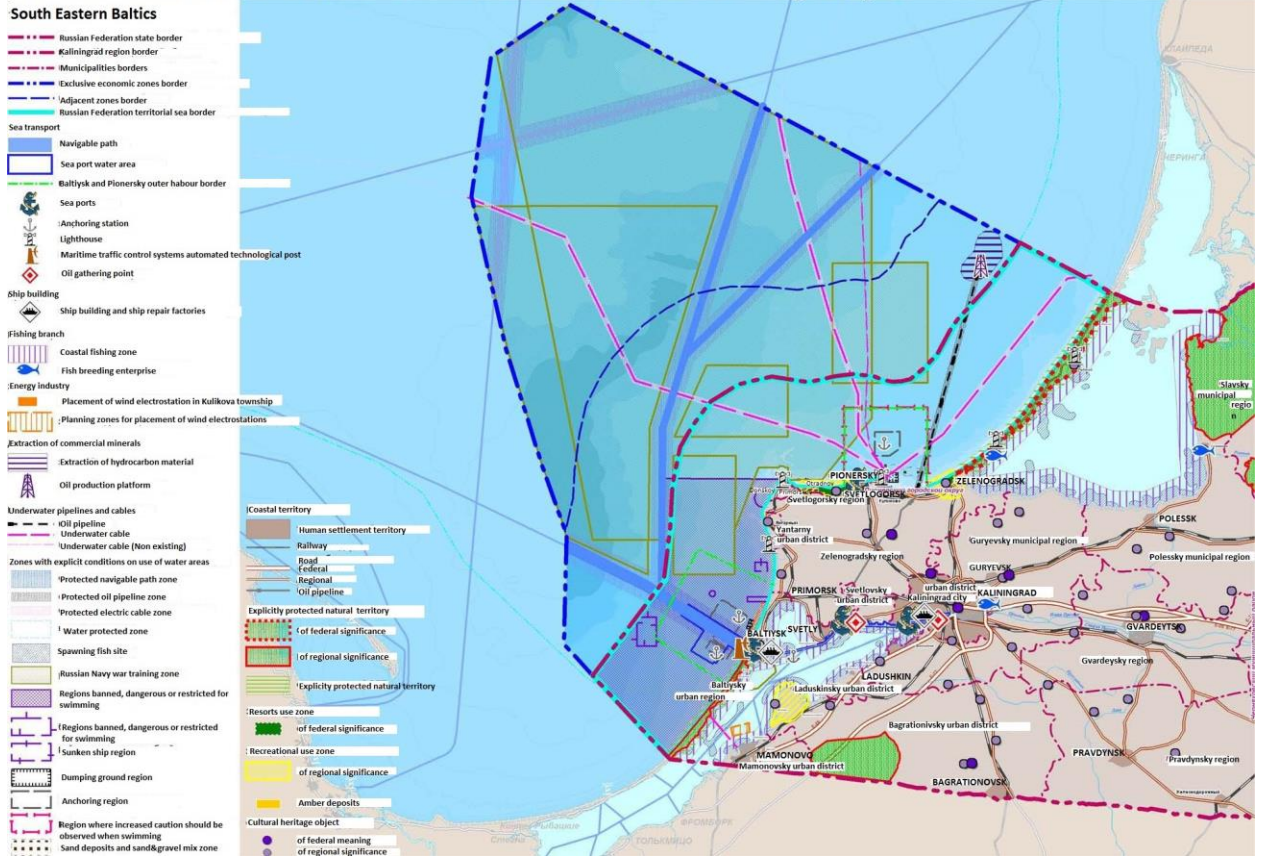 South Eastern Baltics
Russian Federation state border
Kaliningrad region border
Municipalities borders
Exclusive economic zones border
Adjacent zones border
Russian Federation territorial sea border
Sea transport
Navigable path
Sea port water area
Baltiysk and Pionersky outer habour border
Sea ports
Anchoring station
Lighthouse
Maritime traffic control systems automated technological post
Oil gathering point
Ship building
Ship building and ship repair factories
Fishing branch
Coastal fishing zone
Fish breeding enterprise
Energy industry
Placement of wind electrostation in Kulikova township
Planning zones for placement of wind electrostations
Extraction of commercial minerals
Extraction of hydrocarbon material
Oil production platform
Underwater pipelines and cables
Oil pipeline
Underwater cable
Underwater cable (Non existing)
Zones with explicit conditions on use of water areas
Protected navigable path zone
Protected oil pipeline zone
Protected electric cable zone
Water protected zone
Spawning fish site
Russian Navy war training zone
Regions banned, dangerous or restricted for
swimming
Regions banned, dangerous or restricted
for swimming
Sunken ship region
Dumping ground region
Anchoring region
Region where increased caution should be
observed when swimming
Sand deposits and sand&gravel mix zone
Coastal territory
Human settlement territory
Railway
Road
Federal
Regional
Oil pipeline
Explicitly protected natural territory
of federal significance
of regional significance
Explicity protected natural territory
Resorts use zone
of federal significance
Recreational use zone
of regional significance
Amber deposits
Cultural heritage object
of federal meaning
of regional significance
Slavsky
municipal
regio
n
PIONERSKY
SVETLOGORSK
Svetlogorsky region
ZELENOGRADSK
Yantarny
urban district
Zelenogradsky region
Guryevsky municipal region
POLESSK
Polessky municipal region
GURYEVSK
urban district
PRIMORSK
Svetlovsky
urban district
Kaliningrad city
KALININGRAD
BALTIYSK
SVETLY
GVARDEYTSK
Gvardeysky region
LADUSHKIN
Baltiysky
urban region
Laduskinsky urban district
Bagrationivsky urban district
MAMONOVO
Mamonovsky urban district
PRAVDYNSK
Pravdynsky region
BAGRATIONOVSK
ФРОМБОРК
ТОЛЬКМИЦО